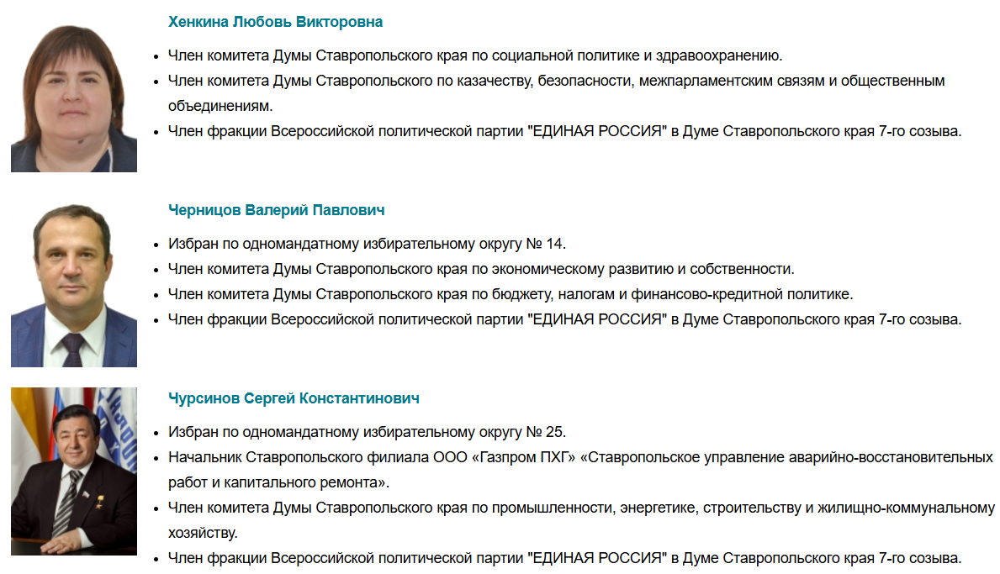 Хенкина Любовь Викторовна
Член комитета Думы Ставропольского края по социальной политике и здравоохранению.
Член комитета Думы Ставропольского по казачеству, безопасности, межпарламентским связям и общественным
объединениям.
Член фракции Всероссийской политической партии "ЕДИНАЯ РОССИЯ" в Думе Ставропольского края 7-го созыва.
Черницов Валерий Павлович
Избран по одномандатному избирательному округу № 14.
Член комитета Думы Ставропольского края по экономическому развитию и собственности.
Член комитета Думы Ставропольского края по бюджету, налогам и финансово-кредитной политике.
Член фракции Всероссийской политической партии "ЕДИНАЯ РОССИЯ" в Думе Ставропольского края 7-го созыва.
Чурсинов Сергей Константинович
Избран по одномандатному избирательному округу № 25.
Начальник Ставропольского филиала ООО «Газпром ПХГ» «Ставропольское управление аварийно-восстановительных
работ и капитального ремонта».
Член комитета Думы Ставропольского края по промышленности, энергетике, строительству и жилищно-коммунальному
хозяйству.
Член фракции Всероссийской политической партии "ЕДИНАЯ РОССИЯ" в Думе Ставропольского края 7-го созыва.